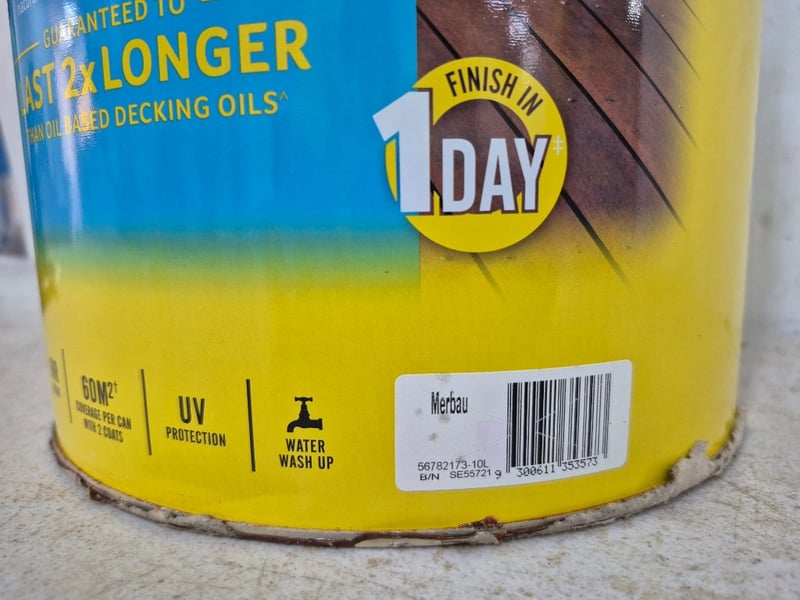 GUARANTEED TO
LAST 2x LONGER
THAN OIL BASED DECKING OILS^
FINISH IN
1 DAY‡
60M²†
COVERAGE PER CAN
WITH 2 COATS
UV
PROTECTION
WATER
WASH UP
Merbau
56782173-10L
B/N SE55721
9 300611 353573